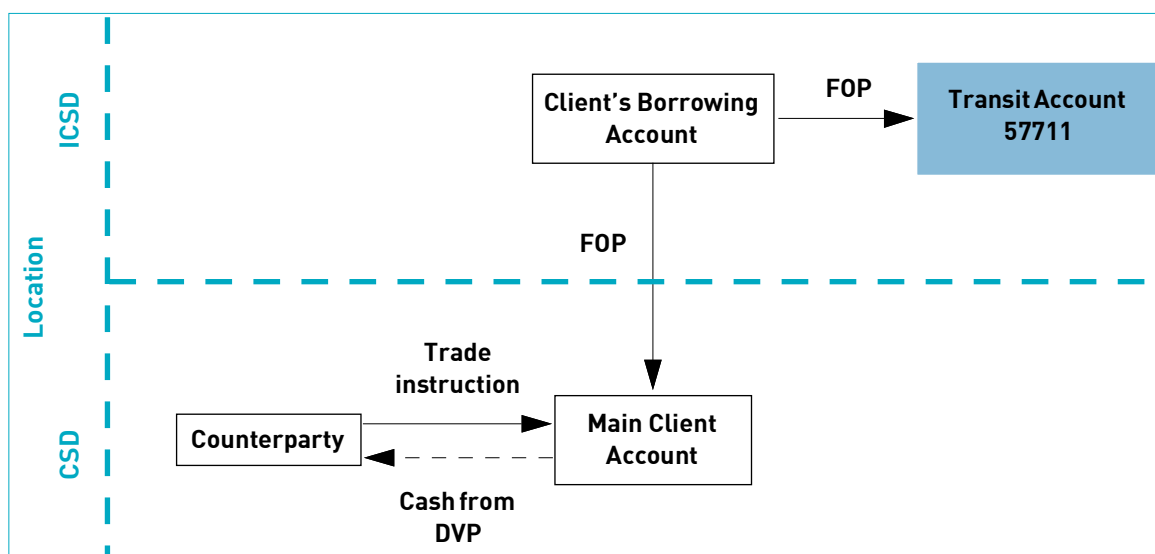 Location
ICSD
Client's Borrowing
Account
FOP
Transit Account
57711
FOP
CSD
Counterparty
Trade
instruction
Cash from
DVP
Main Client
Account